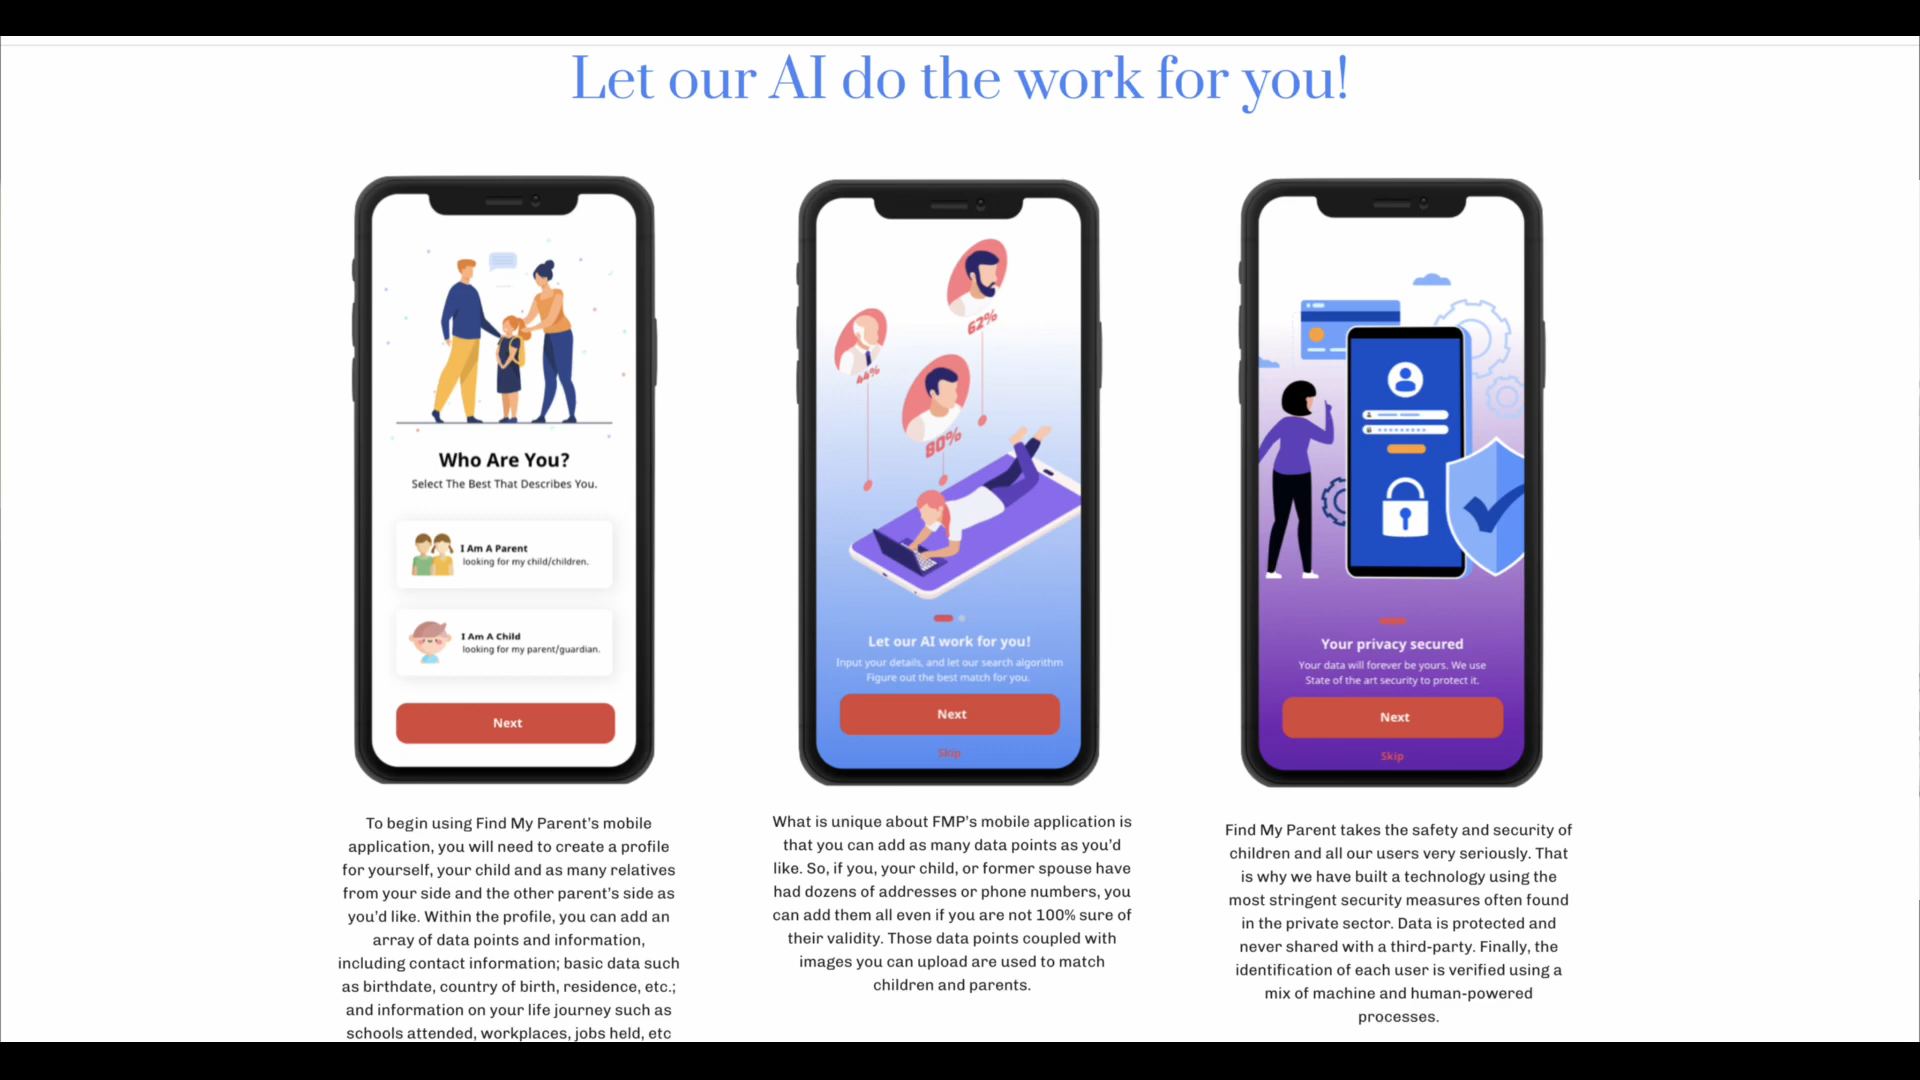 Let our AI do the work for you!
Who Are You?
Select The Best That Describes You.
I Am A Parent
looking for my child/children.
I Am A Child
looking for my parent/guardian.
Next
To begin using Find My Parent's mobile
application, you will need to create a profile
for yourself, your child and as many relatives
from your side and the other parent's side as
you'd like. Within the profile, you can add an
array of data points and information,
including contact information; basic data such
as birthdate, country of birth, residence, etc.;
and information on your life journey such as
schools attended, workplaces, jobs held, etc
62%
44%
80%
Let our AI work for you!
Input your details, and let our search algorithm
Figure out the best match for you.
Next
Skip
What is unique about FMP's mobile application is
that you can add as many data points as you'd
like. So, if you, your child, or former spouse have
had dozens of addresses or phone numbers, you
can add them all even if you are not 100% sure of
their validity. Those data points coupled with
images you can upload are used to match
children and parents.
Your privacy secured
Your data will forever be yours. We use
State of the art security to protect it.
Next
Skip
Find My Parent takes the safety and security of
children and all our users very seriously. That
is why we have built a technology using the
most stringent security measures often found
in the private sector. Data is protected and
never shared with a third-party. Finally, the
identification of each user is verified using a
mix of machine and human-powered
processes.